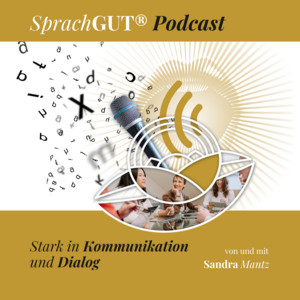 SprachGUT® Podcast
Stark in Kommunikation
und Dialog
von und mit
Sandra Mantz